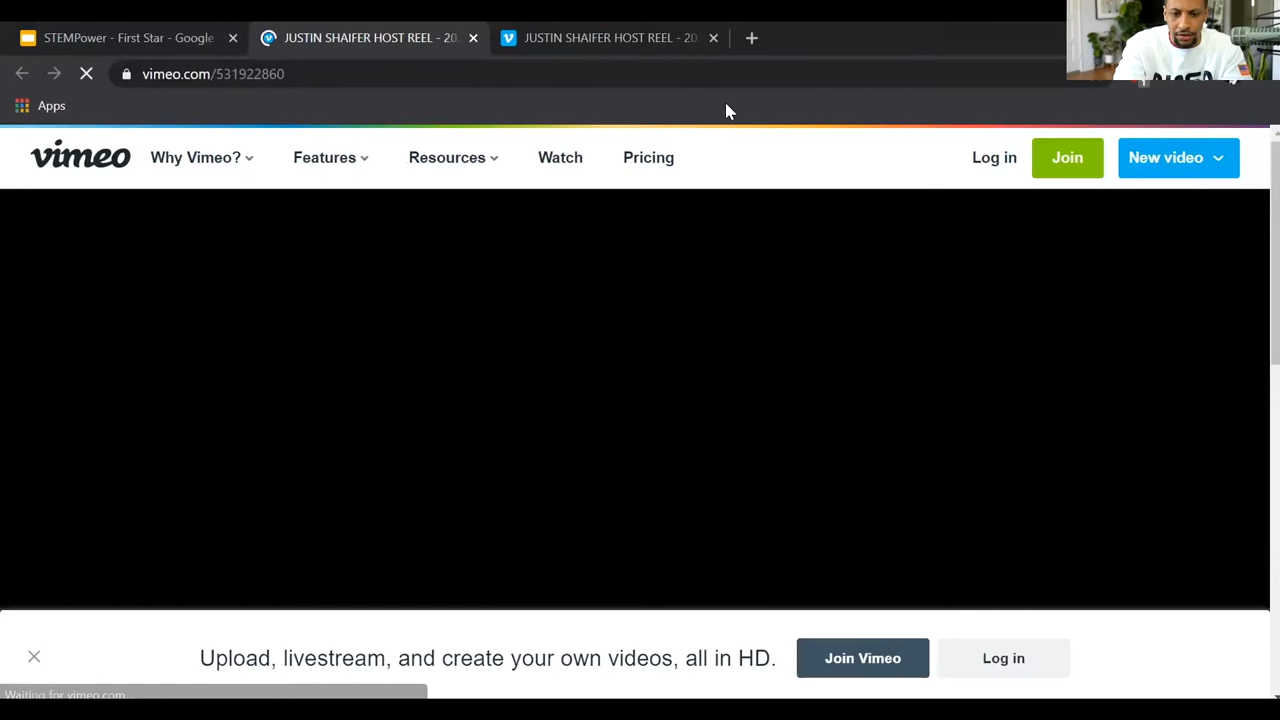 STEMPower - First Star - Google
JUSTIN SHAIFER HOST REEL - 20
JUSTIN SHAIFER HOST REEL - 20
vimeo.com/531922860
Apps
vimeo
Why Vimeo?
Features
Resources
Watch
Pricing
Log in
Join
New video
Upload, livestream, and create your own videos, all in HD.
Join Vimeo
Log in
Waiting for vimeo.com...